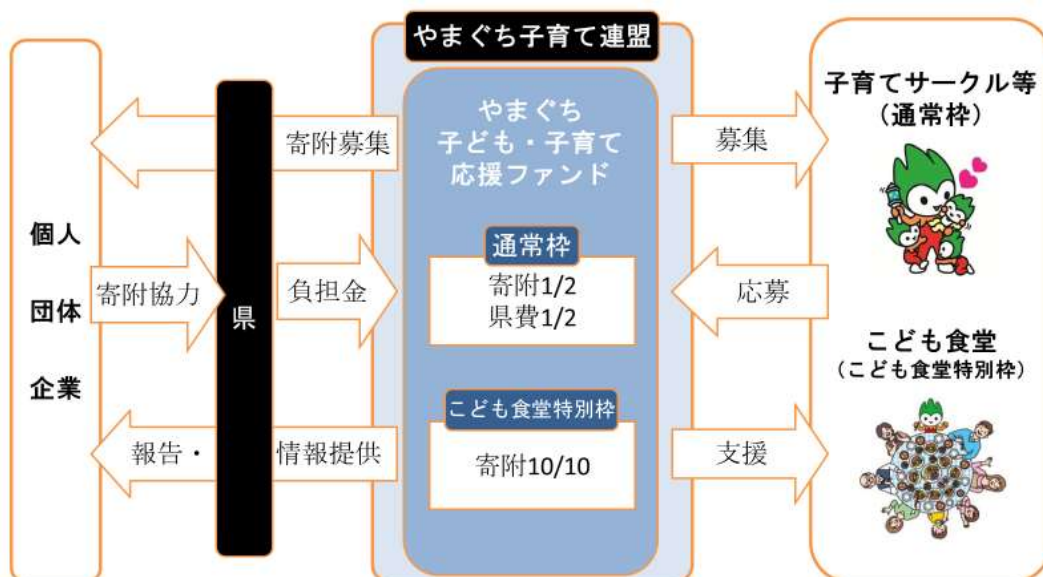 やまぐち子育て連盟
個人
団体
企業
寄附募集
寄附協力
報告・
県
負担金
情報提供
やまぐち
子ども・子育て
応援ファンド
通常枠
寄附1/2
県費1/2
こども食堂特別枠
寄附10/10
募集
応募
支援
子育てサークル等
（通常枠）
こども食堂
（こども食堂特別枠）